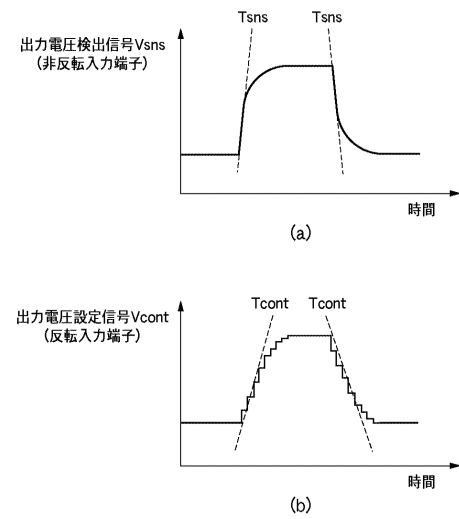 Tsns Tsns
出力電圧検出信号Vsns
(非反転入力端子)
時間
(a)
Tcont Tcont
出力電圧設定信号Vcont
(反転入力端子)
時間
(b)